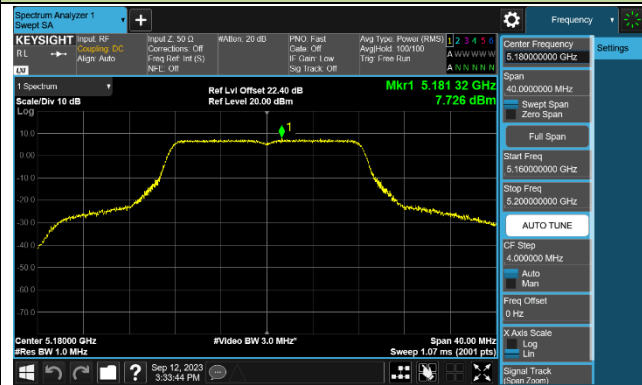 Spectrum Analyzer 1
Swept SA
Frequency
KEYSIGHT
RL
LXI
Input: RF
Coupling: DC
Align: Auto
Input Z: 50 Ω
Corrections: Off
Freq Ref: Int (S)
NFE: Off
#Atten: 20 dB
PNO: Fast
Gate: Off
IF Gain: Low
Sig Track: Off
Avg Type: Power (RMS)
Avg|Hold: 100/100
Trig: Free Run
1 2 3 4 5 6
A W W W W W
A N N N N N
Center Frequency
5.180000000 GHz
Settings
Span
40.0000000 MHz
Swept Span
Zero Span
Full Span
Start Freq
5.160000000 GHz
Stop Freq
5.200000000 GHz
AUTO TUNE
CF Step
4.000000 MHz
Auto
Man
Freq Offset
0 Hz
X Axis Scale
Log
Lin
Signal Track
(Span Zoom)
1 Spectrum
Scale/Div 10 dB
Log
Ref Lvl Offset 22.40 dB
Ref Level 20.00 dBm
Mkr1 5.181 32 GHz
7.726 dBm
1
10.0
0.00
-10.0
-20.0
-30.0
-40.0
-50.0
-60.0
-70.0
Center 5.18000 GHz
#Res BW 1.0 MHz
#Video BW 3.0 MHz*
Span 40.00 MHz
Sweep 1.07 ms (2001 pts)
Sep 12, 2023
3:33:44 PM